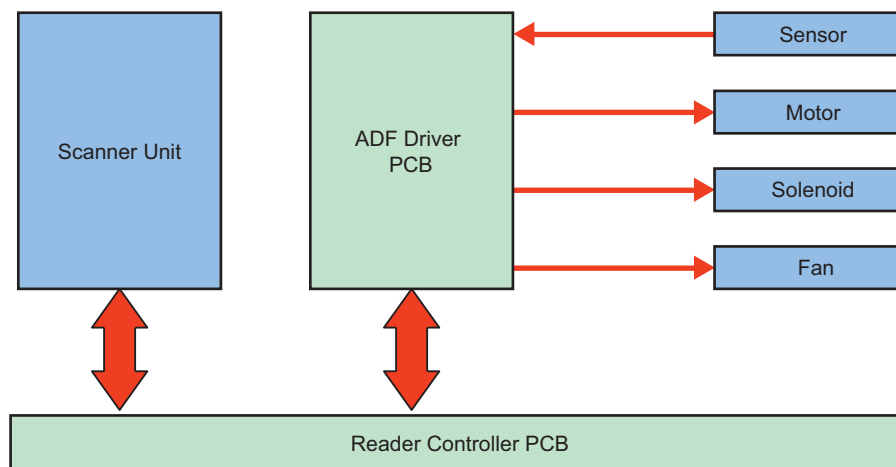 Scanner Unit
ADF Driver
PCB
Sensor
Motor
Solenoid
Fan
Reader Controller PCB